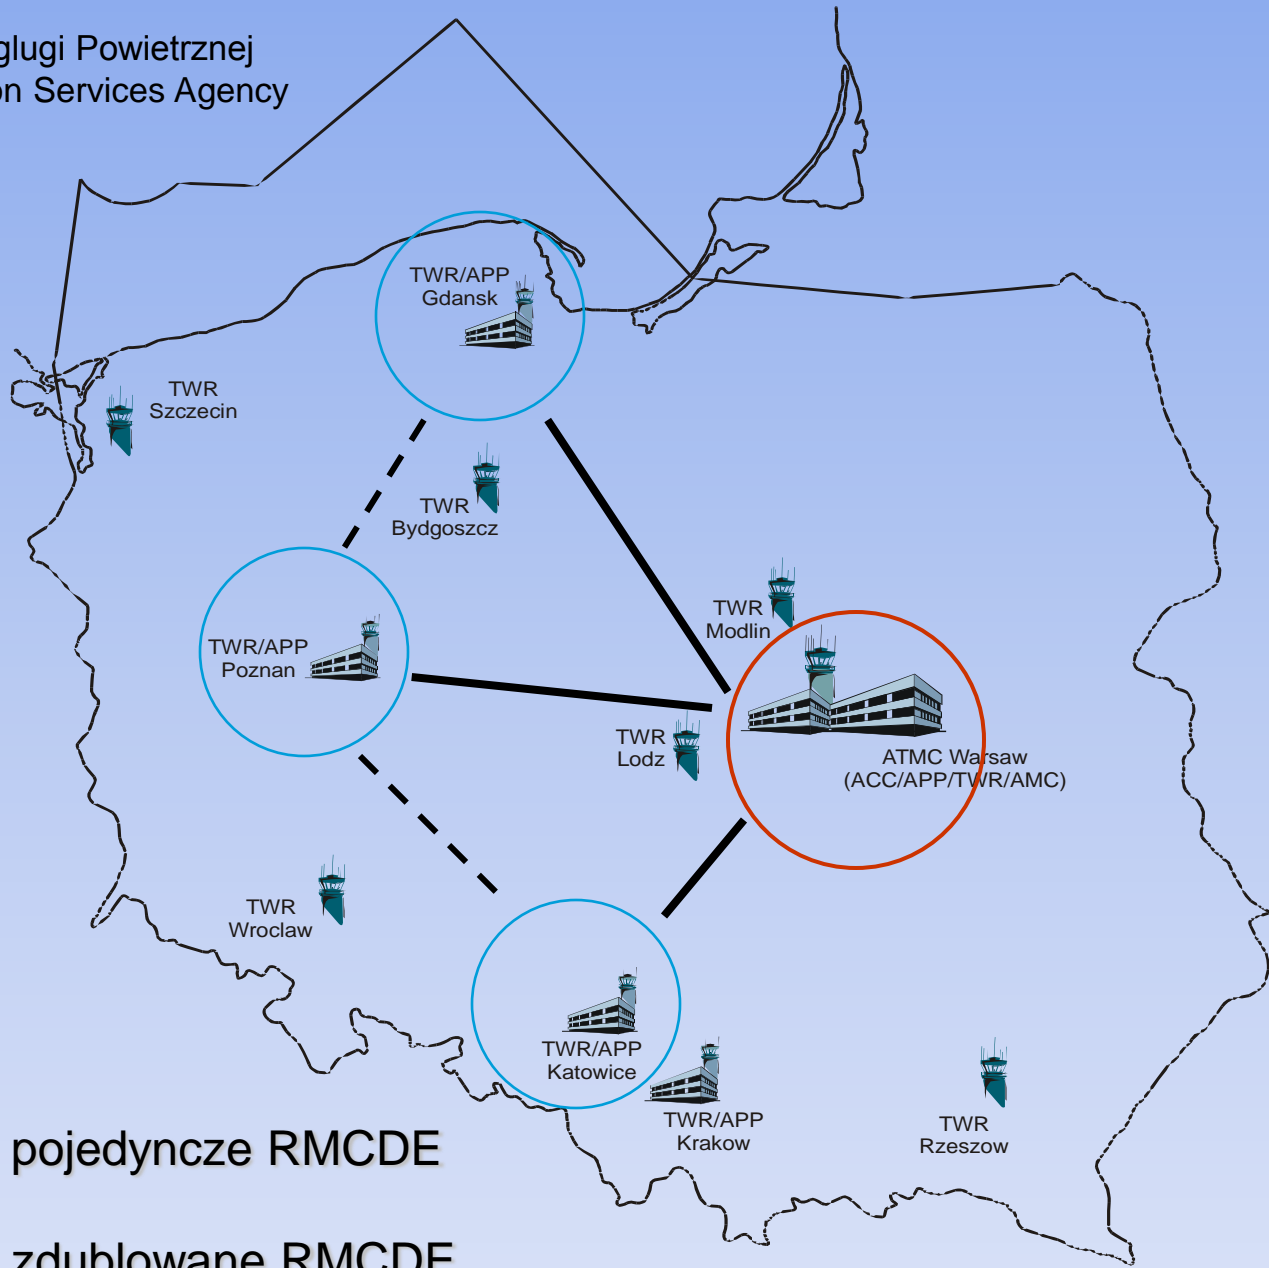 glugi Powietrznej
on Services Agency
TWR/APP
Gdansk
TWR
Szczecin
TWR
Bydgoszcz
TWR
Modlin
TWR/APP
Poznan
TWR
Lodz
ATMC Warsaw
(ACC/APP/TWR/AMC)
TWR
Wroclaw
TWR/APP
Katowice
TWR/APP
Krakow
TWR
Rzeszow
pojedyncze RMCDE
zdublowane RMCDE